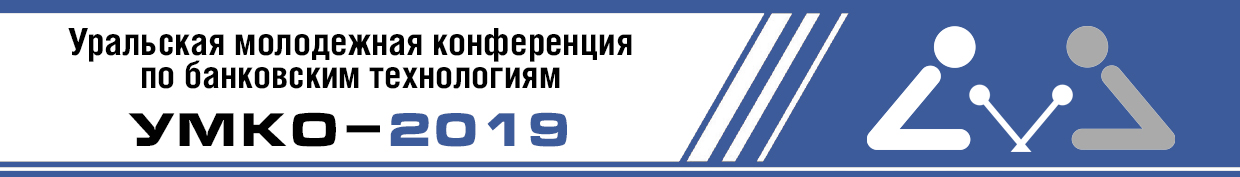 Уральская молодежная конференция
по банковским технологиям
УМКО–2019